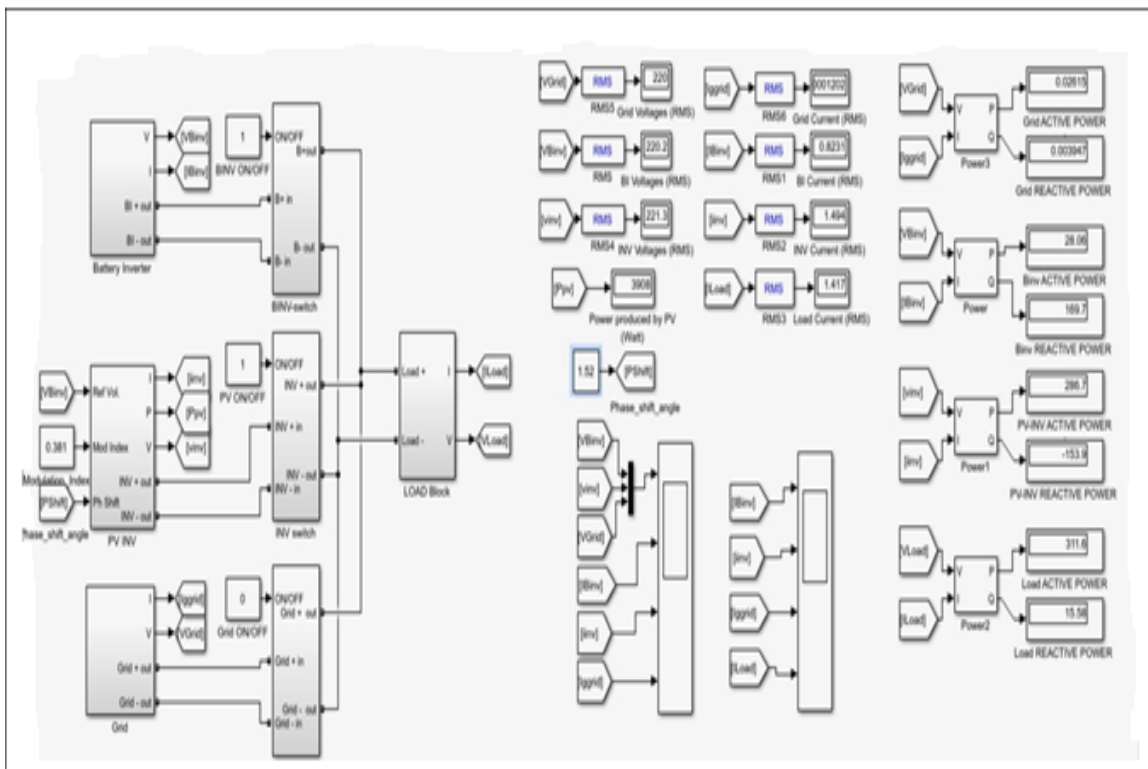 V
I
BI + out
BI - out
Battery Inverter
[VBinv]
[IBinv]
1
BINV ON/OFF
ON/OFF
B+out
B+ in
B- out
B- in
BINV-switch
[VBinv]
0.381
Modulation_Index
[PShift]
Phase_shift_angle
Ref Vol.
Mod Index
Ph Shift
I
P
V
INV + out
INV - out
PV INV
[iinv]
[Ppv]
[vinv]
1
PV ON/OFF
ON/OFF
INV + out
INV + in
INV - out
INV - in
INV switch
I
V
Grid + out
Grid - out
Grid
[Iggrid]
[VGrid]
0
Grid ON/OFF
ON/OFF
Grid + out
Grid + in
Grid - out
Grid - in
Load +
Load -
I
V
LOAD Block
[ILoad]
[VLoad]
[VGrid]
RMS
220
RMS5
Grid Voltages (RMS)
[VBinv]
RMS
220.2
RMS
BI Voltages (RMS)
[vinv]
RMS
221.3
RMS4
INV Voltages (RMS)
[Ppv]
3908
Power produced by PV
(Watt)
1.52
[PShift]
Phase_shift_angle
[Iggrid]
RMS
0001202
RMS6
Grid Current (RMS)
[IBinv]
RMS
0.8231
RMS1
BI Current (RMS)
[iinv]
RMS
1.494
RMS2
INV Current (RMS)
[ILoad]
RMS
1.417
RMS3
Load Current (RMS)
[VBinv]
[vinv]
[VGrid]
[IBinv]
[iinv]
[Iggrid]
[IBinv]
[iinv]
[Iggrid]
[ILoad]
[VGrid]
[Iggrid]
V
I
P
Q
Power3
0.02615
Grid ACTIVE POWER
0.003947
Grid REACTIVE POWER
[VBinv]
[IBinv]
V
I
P
Q
Power
28.06
Binv ACTIVE POWER
169.7
Binv REACTIVE POWER
[vinv]
[iinv]
V
I
P
Q
Power1
286.7
PV-INV ACTIVE POWER
-153.9
PV-INV REACTIVE POWER
[VLoad]
[ILoad]
V
I
P
Q
Power2
311.6
Load ACTIVE POWER
15.58
Load REACTIVE POWER